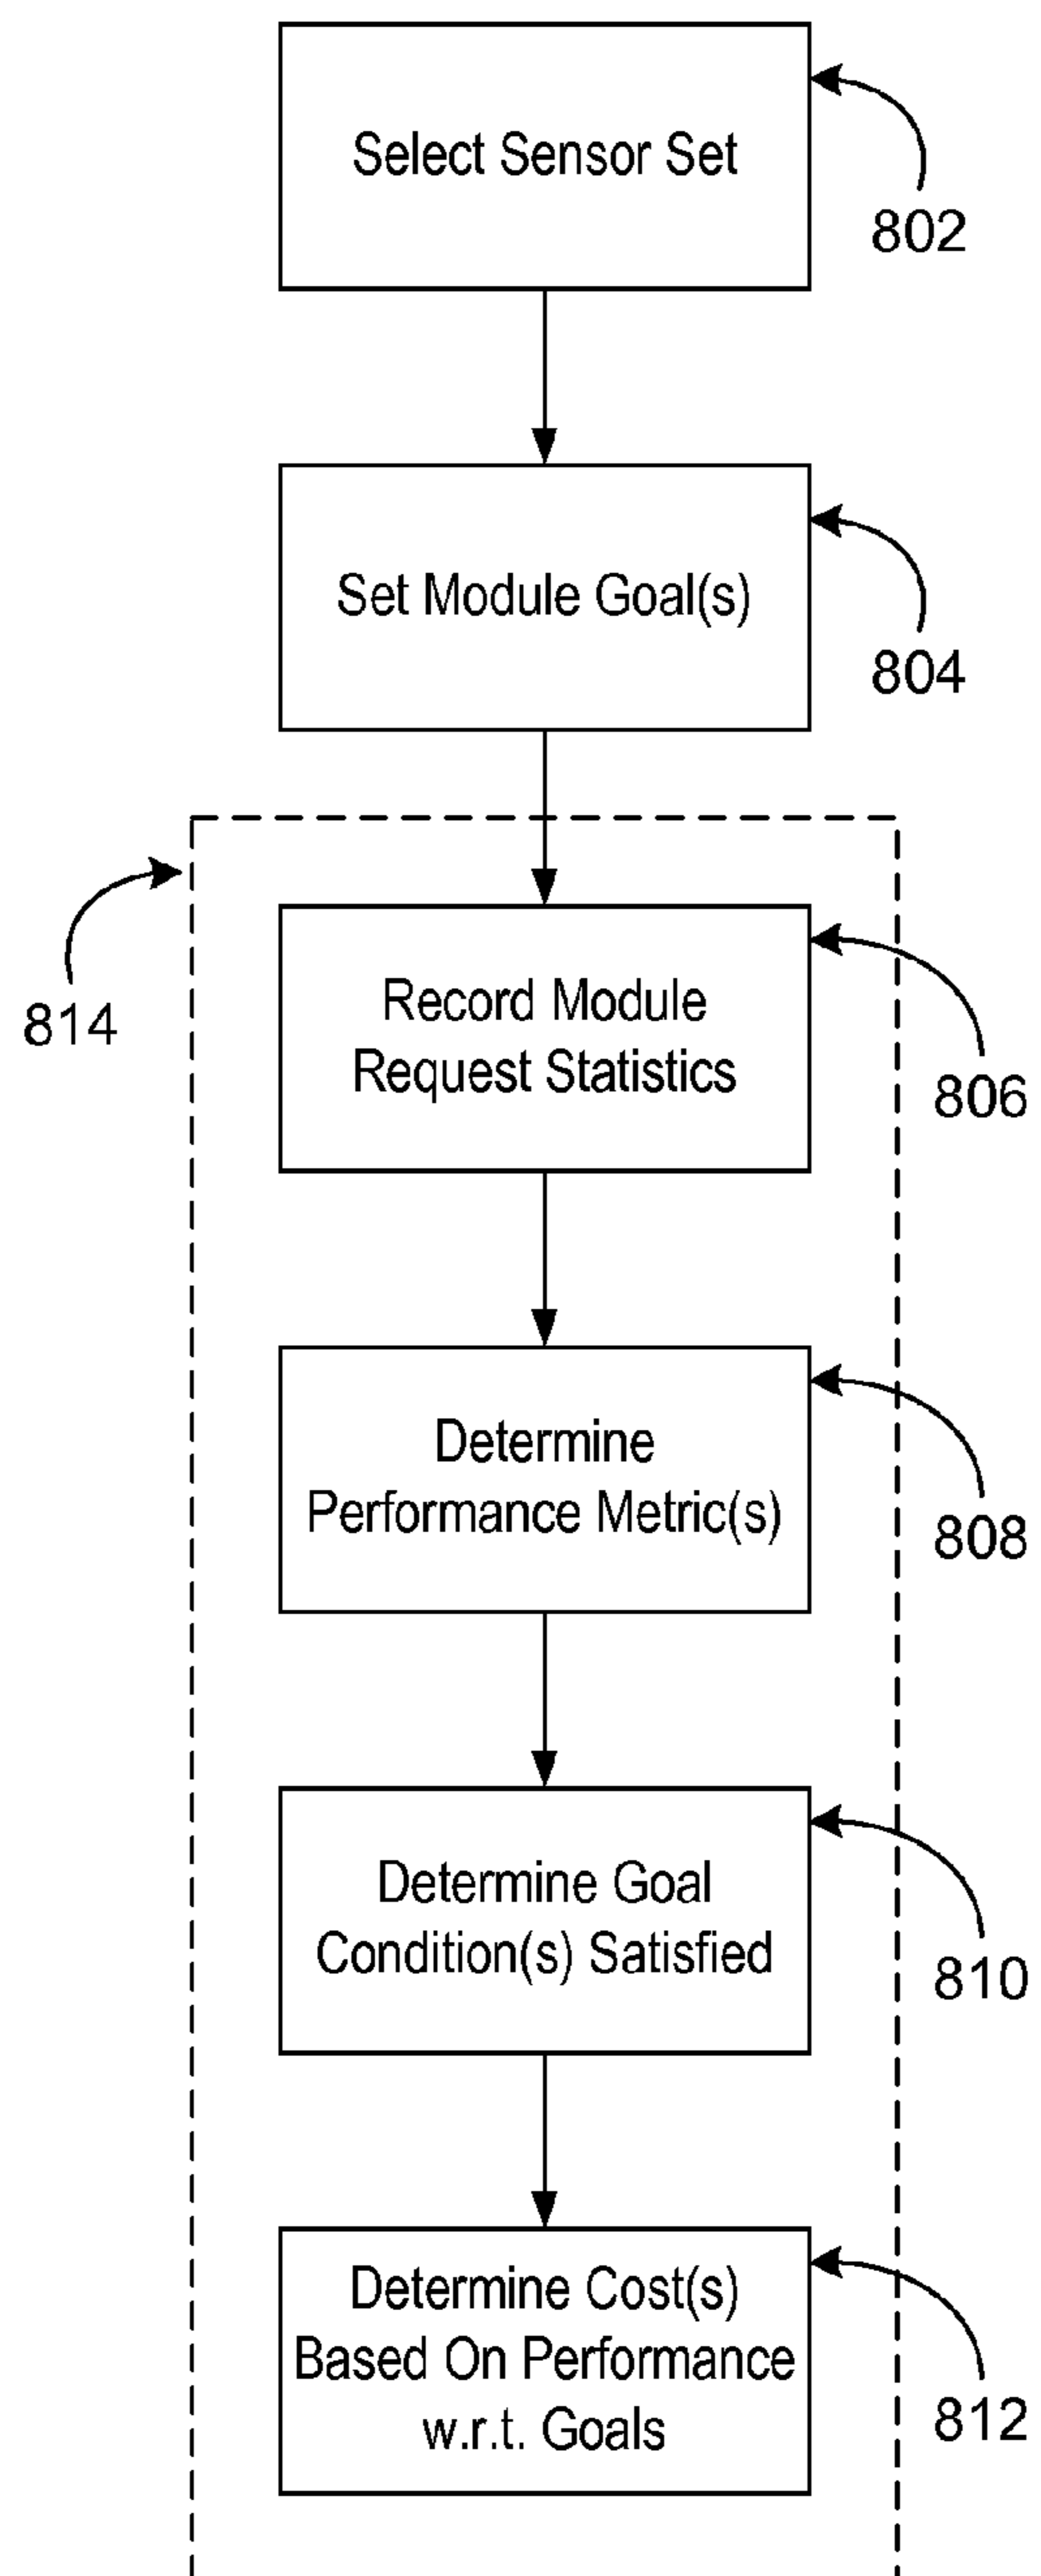 Select Sensor Set
802
Set Module Goal(s)
804
814
Record Module
Request Statistics
806
Determine
Performance Metric(s)
808
Determine Goal
Condition(s) Satisfied
810
Determine Cost(s)
Based On Performance
w.r.t. Goals
812